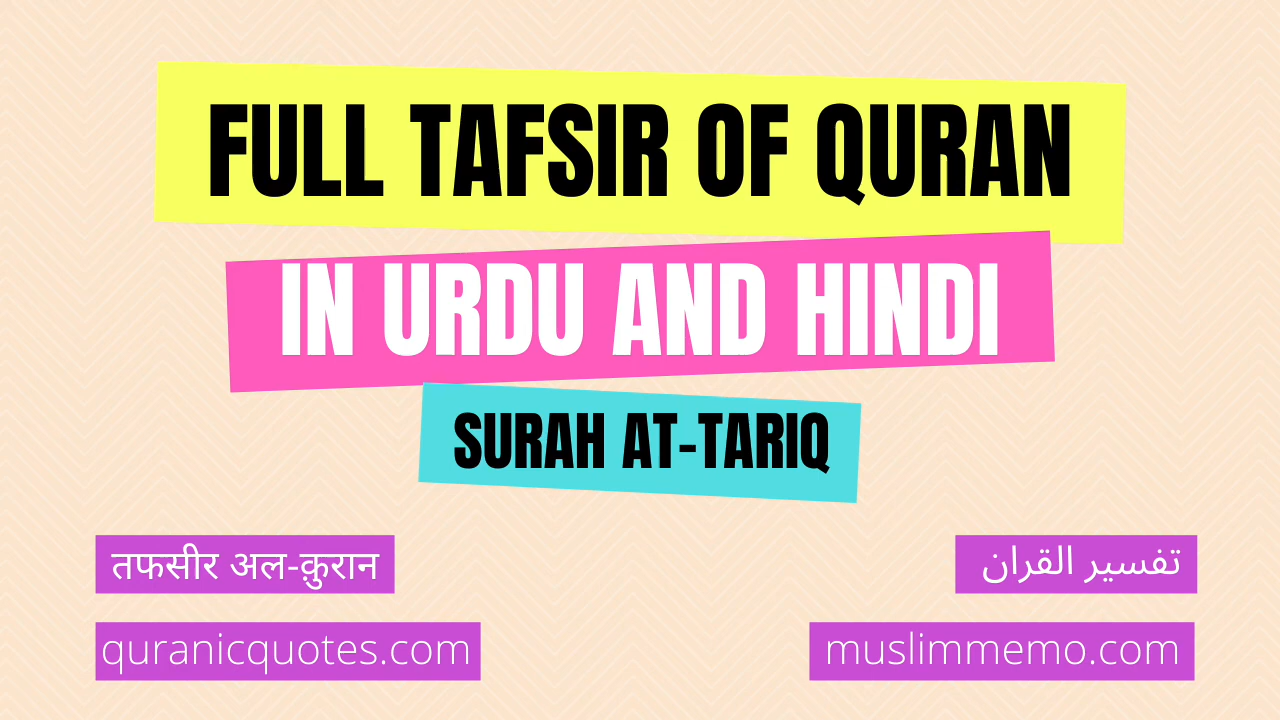 FULL TAFSIR OF QURAN
IN URDU AND HINDI
SURAH AT-TARIQ
तफसीर अल-क़ुरान
تفسير القران
quranicquotes.com
muslimmemo.com